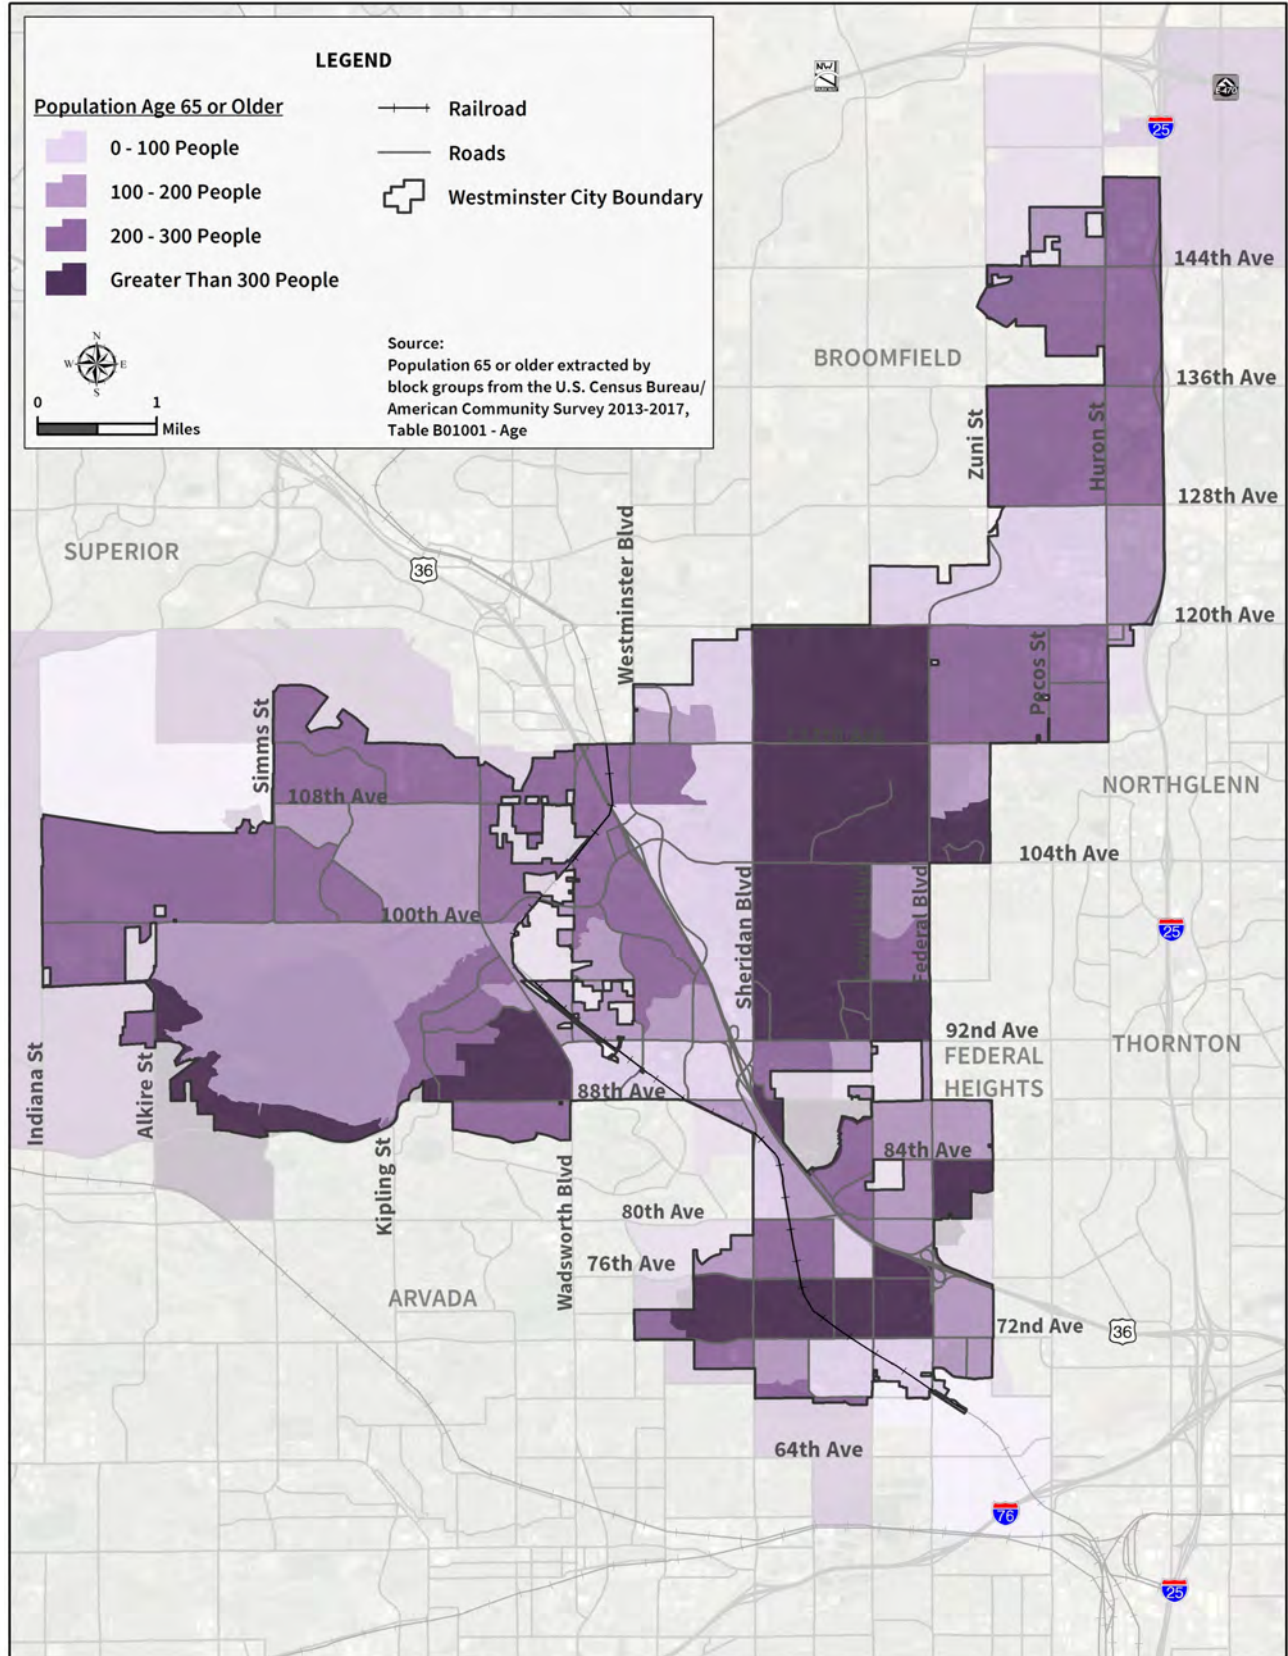 LEGEND
Population Age 65 or Older
0 - 100 People
100 - 200 People
200 - 300 People
Greater Than 300 People
Railroad
Roads
Westminster City Boundary
N
W E
S
0 1
Miles
Source:
Population 65 or older extracted by
block groups from the U.S. Census Bureau/
American Community Survey 2013-2017,
Table B01001 - Age
NW
E-470
25
144th Ave
BROOMFIELD
136th Ave
Zuni St
Huron St
128th Ave
SUPERIOR
36
Westminster Blvd
120th Ave
Pecos St
Simms St
108th Ave
NORTHGLENN
104th Ave
100th Ave
Sheridan Blvd
Federal Blvd
25
92nd Ave
FEDERAL
HEIGHTS
THORNTON
Indiana St
Alkire St
88th Ave
Kipling St
Wadsworth Blvd
84th Ave
80th Ave
76th Ave
ARVADA
72nd Ave
36
64th Ave
76
25